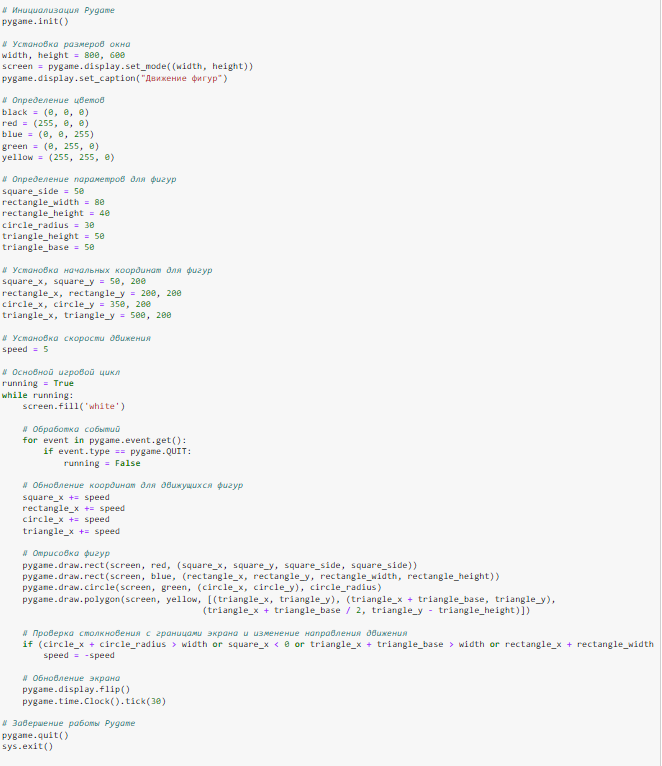 # Инициализация Pygame
pygame.init()
# Установка размеров окна
width, height = 800, 600
screen = pygame.display.set_mode((width, height))
pygame.display.set_caption("Движение фигур")
# Определение цветов
black = (0, 0, 0)
red = (255, 0, 0)
blue = (0, 0, 255)
green = (0, 255, 0)
yellow = (255, 255, 0)
# Определение параметров для фигур
square_side = 50
rectangle_width = 80
rectangle_height = 40
circle_radius = 30
triangle_height = 50
triangle_base = 50
# Установка начальных координат для фигур
square_x, square_y = 50, 200
rectangle_x, rectangle_y = 200, 200
circle_x, circle_y = 350, 200
triangle_x, triangle_y = 500, 200
# Установка скорости движения
speed = 5
# Основной игровой цикл
running = True
while running:
    screen.fill('white')
    # Обработка событий
    for event in pygame.event.get():
        if event.type == pygame.QUIT:
            running = False
    # Обновление координат для движущихся фигур
    square_x += speed
    rectangle_x += speed
    circle_x += speed
    triangle_x += speed
    # Отрисовка фигур
    pygame.draw.rect(screen, red, (square_x, square_y, square_side, square_side))
    pygame.draw.rect(screen, blue, (rectangle_x, rectangle_y, rectangle_width, rectangle_height))
    pygame.draw.circle(screen, green, (circle_x, circle_y), circle_radius)
    pygame.draw.polygon(screen, yellow, [(triangle_x, triangle_y), (triangle_x + triangle_base, triangle_y),
                                       (triangle_x + triangle_base / 2, triangle_y - triangle_height)])
    # Проверка столкновения с границами экрана и изменение направления движения
    if (circle_x + circle_radius > width or square_x < 0 or triangle_x + triangle_base > width or rectangle_x + rectangle_width
        speed = -speed
    # Обновление экрана
    pygame.display.flip()
    pygame.time.Clock().tick(30)
# Завершение работы Pygame
pygame.quit()
sys.exit()